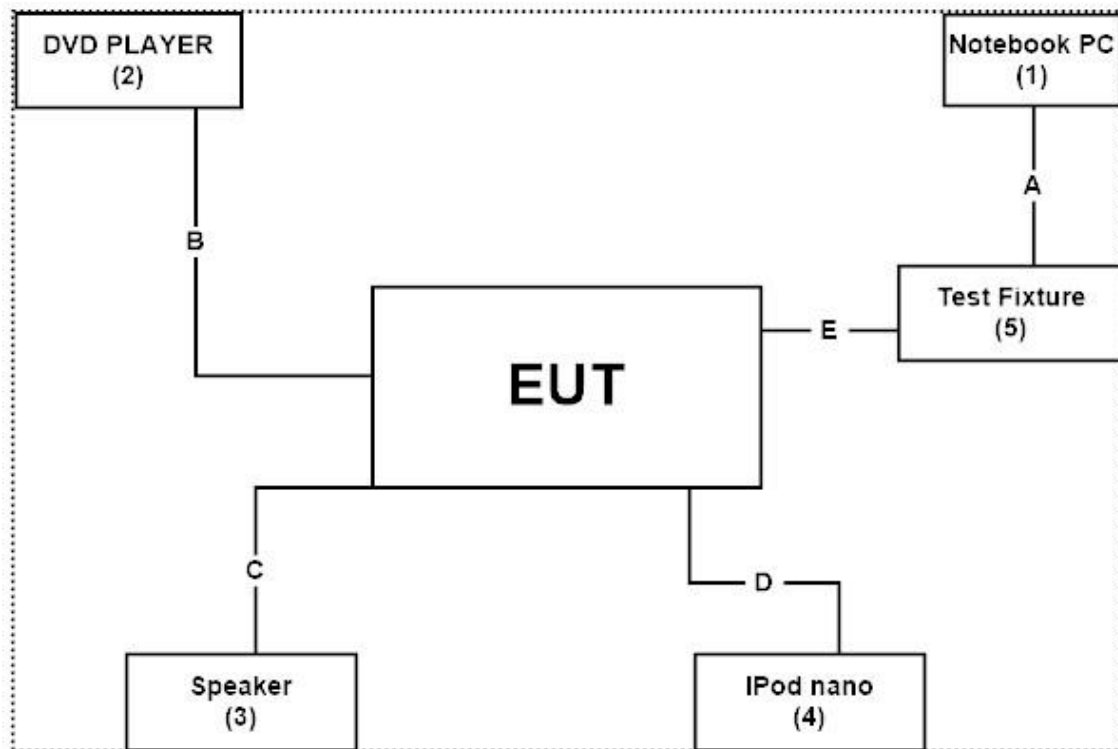 DVD PLAYER
(2)
Notebook PC
(1)
A
B
Test Fixture
(5)
E
EUT
C
D
Speaker
(3)
IPod nano
(4)